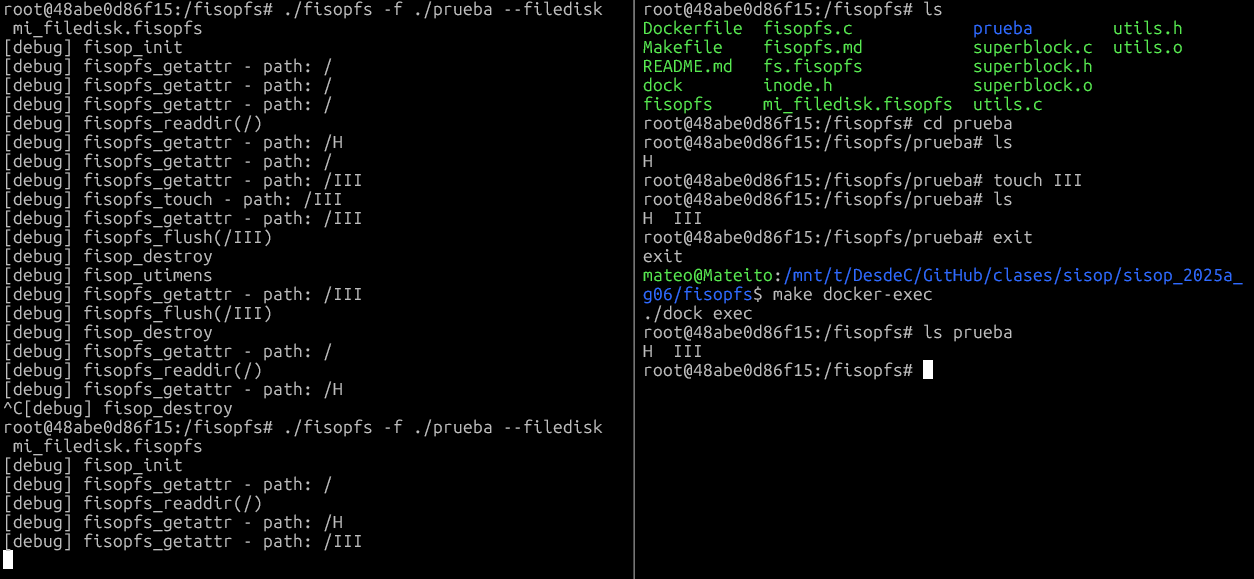 root@48abe0d86f15:/fisopfs# ./fisopfs -f ./prueba --filedisk
 mi_filedisk.fisopfs
[debug] fisop_init
[debug] fisopfs_getattr - path: /
[debug] fisopfs_getattr - path: /
[debug] fisopfs_getattr - path: /
[debug] fisopfs_readdir(/)
[debug] fisopfs_getattr - path: /H
[debug] fisopfs_getattr - path: /
[debug] fisopfs_getattr - path: /III
[debug] fisopfs_touch - path: /III
[debug] fisopfs_getattr - path: /III
[debug] fisopfs_flush(/III)
[debug] fisop_destroy
[debug] fisop_utimens
[debug] fisopfs_getattr - path: /III
[debug] fisopfs_flush(/III)
[debug] fisop_destroy
[debug] fisopfs_getattr - path: /
[debug] fisopfs_readdir(/)
[debug] fisopfs_getattr - path: /H
^C[debug] fisop_destroy
root@48abe0d86f15:/fisopfs# ./fisopfs -f ./prueba --filedisk
 mi_filedisk.fisopfs
[debug] fisop_init
[debug] fisopfs_getattr - path: /
[debug] fisopfs_readdir(/)
[debug] fisopfs_getattr - path: /H
[debug] fisopfs_getattr - path: /III
root@48abe0d86f15:/fisopfs# ls
Dockerfile  fisopfs.c            prueba        utils.h
Makefile    fisopfs.md           superblock.c  utils.o
README.md   fs.fisopfs           superblock.h
dock        inode.h              superblock.o
fisopfs     mi_filedisk.fisopfs  utils.c
root@48abe0d86f15:/fisopfs# cd prueba
root@48abe0d86f15:/fisopfs/prueba# ls
H
root@48abe0d86f15:/fisopfs/prueba# touch III
root@48abe0d86f15:/fisopfs/prueba# ls
H  III
root@48abe0d86f15:/fisopfs/prueba# exit
exit
mateo@Mateito:/mnt/t/DesdeC/GitHub/clases/sisop/sisop_2025a_
g06/fisopfs$ make docker-exec
./dock exec
root@48abe0d86f15:/fisopfs# ls prueba
H  III
root@48abe0d86f15:/fisopfs#